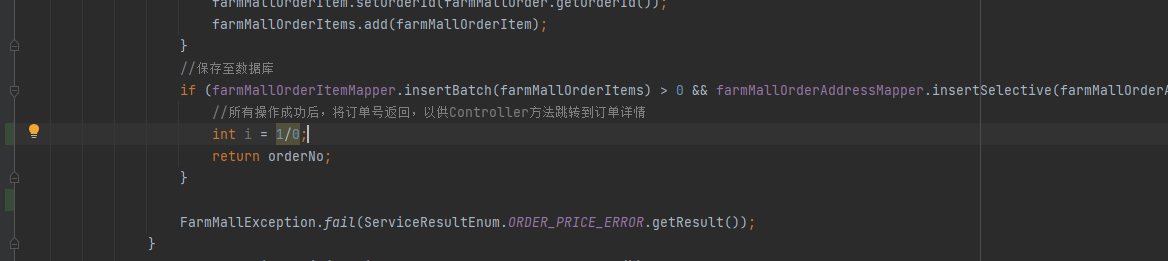 farmMallOrderItem.setOrderId(farmMallOrder.getOrderId());
farmMallOrderItems.add(farmMallOrderItem);
}
//保存至数据库
if (farmMallOrderItemMapper.insertBatch(farmMallOrderItems) > 0 && farmMallOrderAddressMapper.insertSelective(farmMallOrderA
//所有操作成功后，将订单号返回，以供Controller方法跳转到订单详情
int i = 1/0;
return orderNo;
}
FarmMallException.fail(ServiceResultEnum.ORDER_PRICE_ERROR.getResult());
}